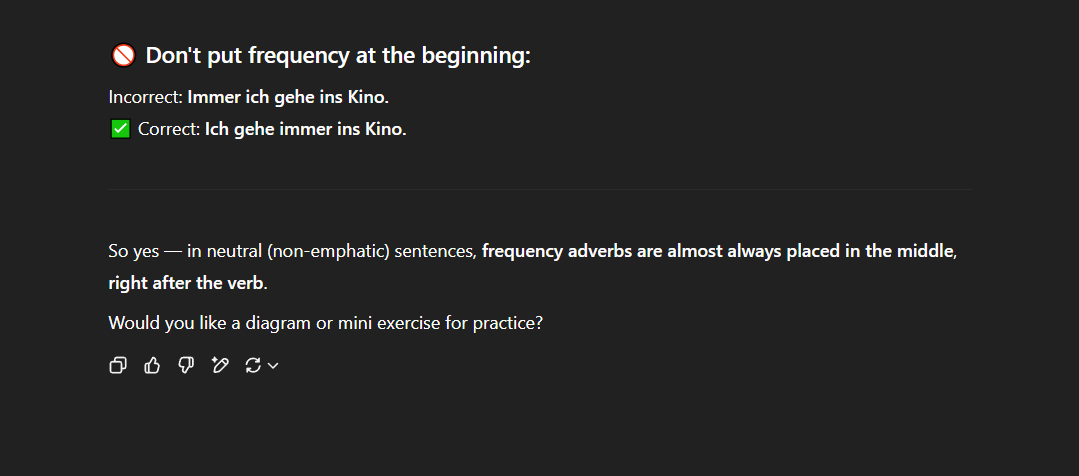 🚫 Don't put frequency at the beginning:
Incorrect: Immer ich gehe ins Kino.
✅ Correct: Ich gehe immer ins Kino.
So yes — in neutral (non-emphatic) sentences, frequency adverbs are almost always placed in the middle,
right after the verb.
Would you like a diagram or mini exercise for practice?